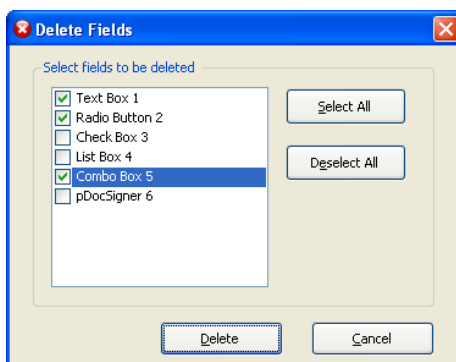 Delete Fields
Select fields to be deleted
Text Box 1
Radio Button 2
Check Box 3
List Box 4
Combo Box 5
pDocSigner 6
Select All
Deselect All
Delete
Cancel